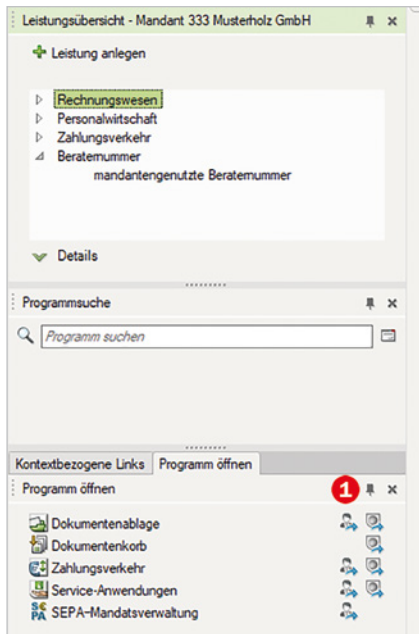 Leistungsübersicht - Mandant 333 Musterholz GmbH
Leistung anlegen
Rechnungswesen
Personalwirtschaft
Zahlungsverkehr
Beraternummer
mandantengenutzte Beraternummer
Details
Programmsuche
Programm suchen
Kontextbezogene Links Programm öffnen
Programm öffnen 1
Dokumentenablage
Dokumentenkorb
Zahlungsverkehr
Service-Anwendungen
S€PA SEPA-Mandatsverwaltung